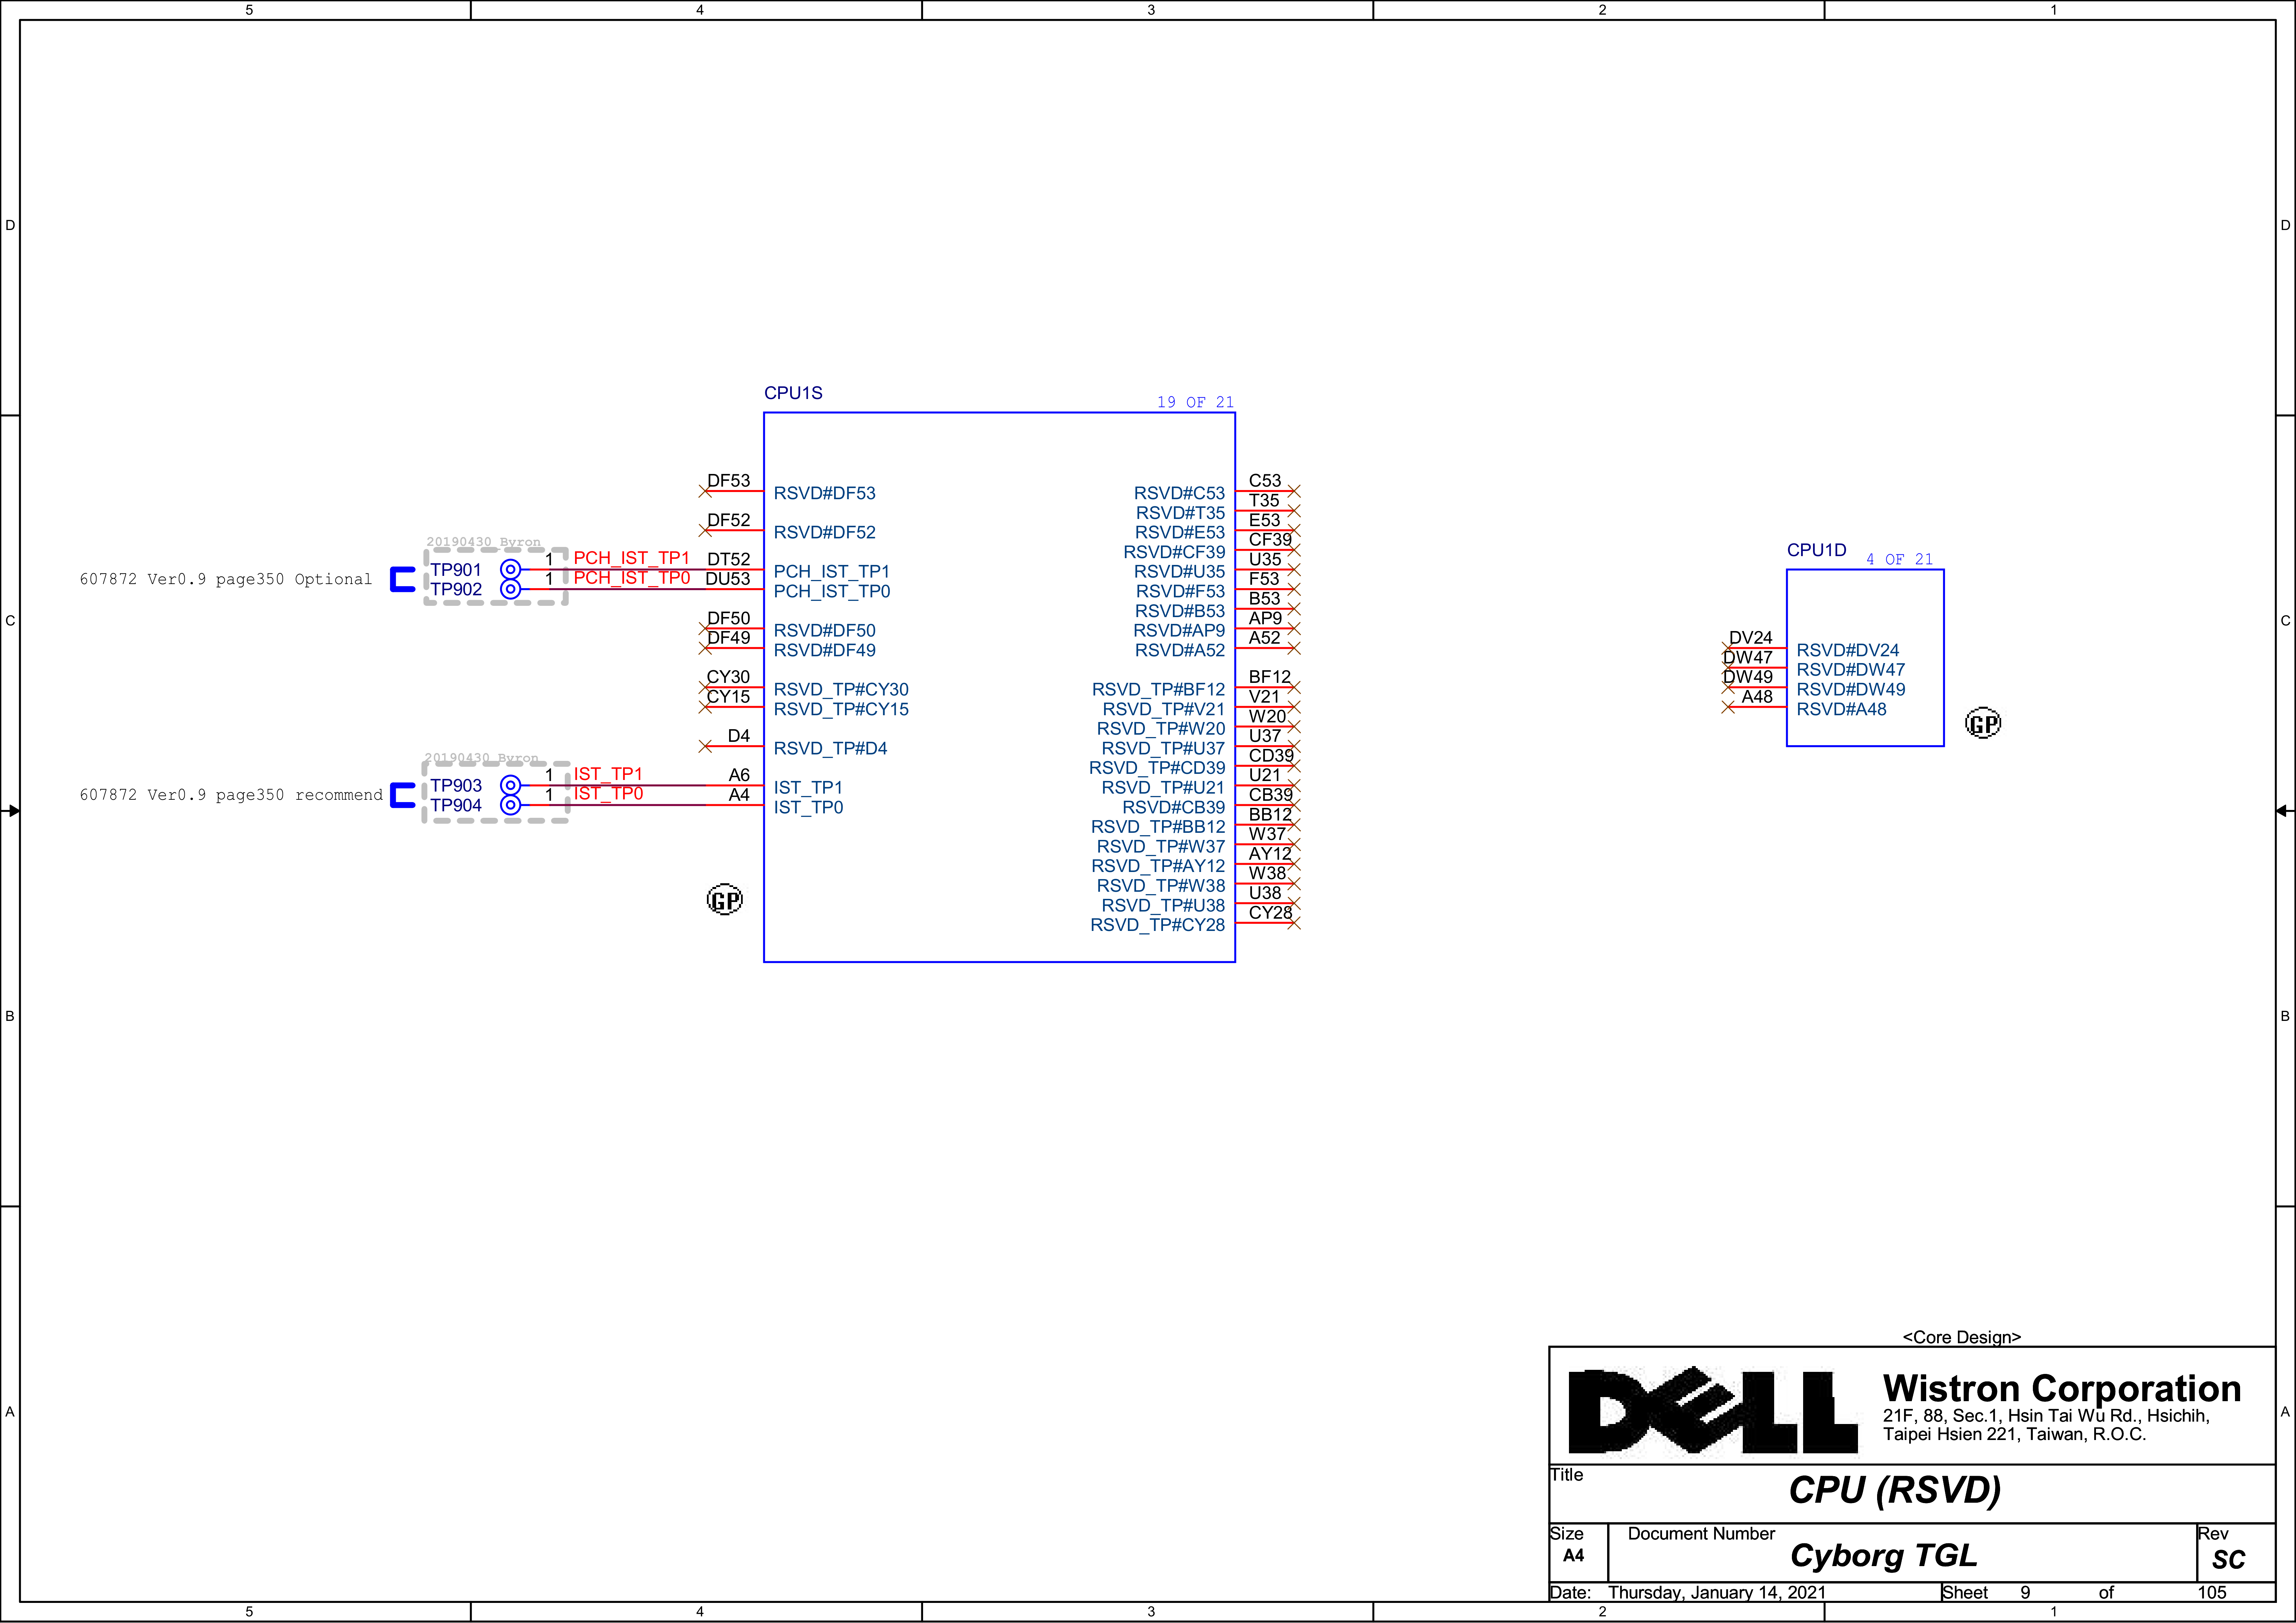 5 4 3 2 1
D D
CPU1S
19 OF 21
DF53 RSVD#DF53 RSVD#C53 C53
RSVD#T35 T35
DF52 RSVD#DF52 RSVD#E53 E53
RSVD#CF39 CF39
20190430 Byron
607872 Ver0.9 page350 Optional
TP901 1 PCH_IST_TP1 DT52 PCH_IST_TP1 RSVD#U35 U35
TP902 1 PCH_IST_TP0 DU53 PCH_IST_TP0 RSVD#F53 F53
RSVD#B53 B53
DF50 RSVD#DF50 RSVD#AP9 AP9
DF49 RSVD#DF49 RSVD#A52 A52
CY30 RSVD_TP#CY30 RSVD_TP#BF12 BF12
CY15 RSVD_TP#CY15 RSVD_TP#V21 V21
RSVD_TP#W20 W20
D4 RSVD_TP#D4 RSVD_TP#U37 U37
RSVD_TP#CD39 CD39
20190430 Byron
607872 Ver0.9 page350 recommend
TP903 1 IST_TP1 A6 IST_TP1 RSVD_TP#U21 U21
TP904 1 IST_TP0 A4 IST_TP0 RSVD#CB39 CB39
RSVD_TP#BB12 BB12
RSVD_TP#W37 W37
RSVD_TP#AY12 AY12
RSVD_TP#W38 W38
RSVD_TP#U38 U38
RSVD_TP#CY28 CY28
GP
CPU1D
4 OF 21
DV24 RSVD#DV24
DW47 RSVD#DW47
DW49 RSVD#DW49
A48 RSVD#A48
GP
C C
B B
A A
<Core Design>
DELL
Wistron Corporation
21F, 88, Sec.1, Hsin Tai Wu Rd., Hsichih,
Taipei Hsien 221, Taiwan, R.O.C.
Title
CPU (RSVD)
Size Document Number Rev
A4 Cyborg TGL SC
Date: Thursday, January 14, 2021 Sheet 9 of 105
5 4 3 2 1